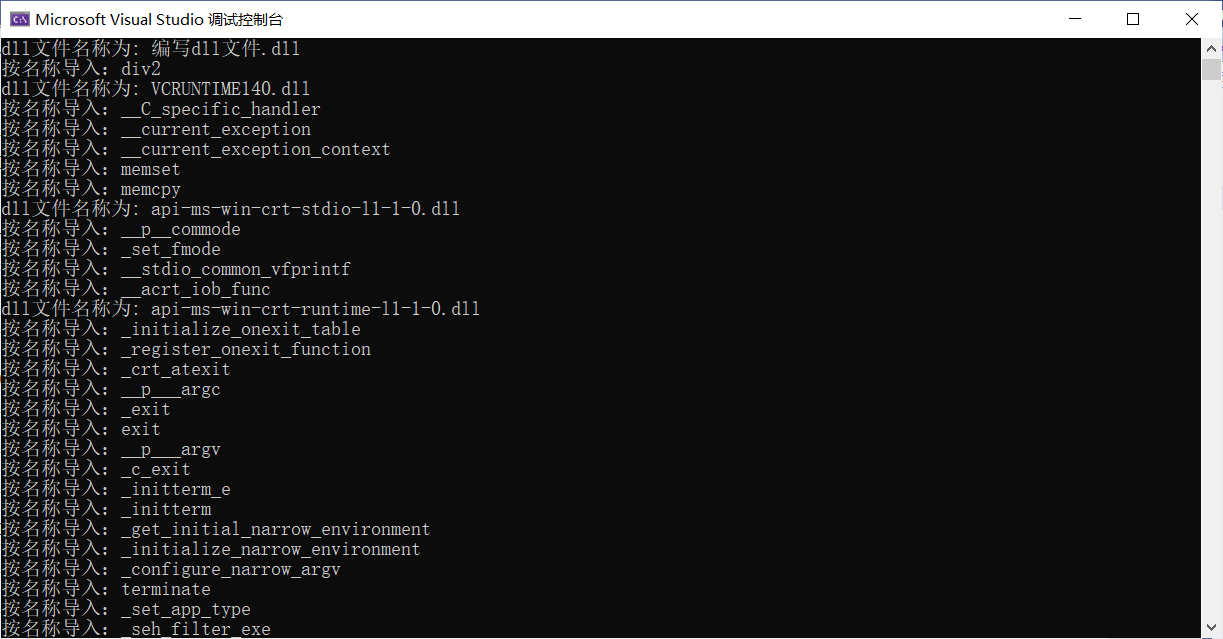 Microsoft Visual Studio 调试控制台
dll文件名称为: 编写dll文件.dll
按名称导入: div2
dll文件名称为: VCRUNTIME140.dll
按名称导入: __C_specific_handler
按名称导入: __current_exception
按名称导入: __current_exception_context
按名称导入: memset
按名称导入: memcpy
dll文件名称为: api-ms-win-crt-stdio-l1-1-0.dll
按名称导入: __p__commode
按名称导入: _set_fmode
按名称导入: __stdio_common_vfprintf
按名称导入: __acrt_iob_func
dll文件名称为: api-ms-win-crt-runtime-l1-1-0.dll
按名称导入: _initialize_onexit_table
按名称导入: _register_onexit_function
按名称导入: _crt_atexit
按名称导入: __p___argc
按名称导入: _exit
按名称导入: exit
按名称导入: __p___argv
按名称导入: _c_exit
按名称导入: _initterm_e
按名称导入: _initterm
按名称导入: _get_initial_narrow_environment
按名称导入: _initialize_narrow_environment
按名称导入: _configure_narrow_argv
按名称导入: terminate
按名称导入: _set_app_type
按名称导入: _seh_filter_exe